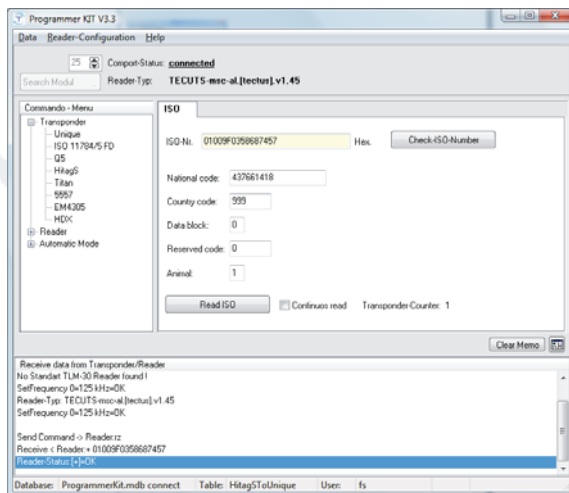 Programmer KIT V3.3
Data Reader-Configuration Help
25 Comport-Status: connected
Search Modul Reader-Typ: TECUTS-msc-al.[tectus].v1.45
Commando - Menu
Transponder
Unique
ISO 11784/5 FD
Q5
HitagS
Titan
5557
EM4305
HDX
Reader
Automatic Mode
ISO
ISO-Nr. 01009F0358687457 Hex. Check-ISO-Number
National code: 437661418
Country code: 999
Data block: 0
Reserved code: 0
Animal: 1
Read ISO Continuos read Transponder-Counter: 1
Clear Memo
Receive data from Transponder/Reader
No Standart TLM-30 Reader found !
SetFrequency 0=125 kHz=OK
Reader-Typ: TECUTS-msc-al.[tectus].v1.45
SetFrequency 0=125 kHz=OK
Send Command -> Reader:rz
Receive < Reader:+ 01009F0358687457
Reader-Status:[+]=OK
Database: ProgrammerKit.mdb connect Table: HitagSToUnique User: fs